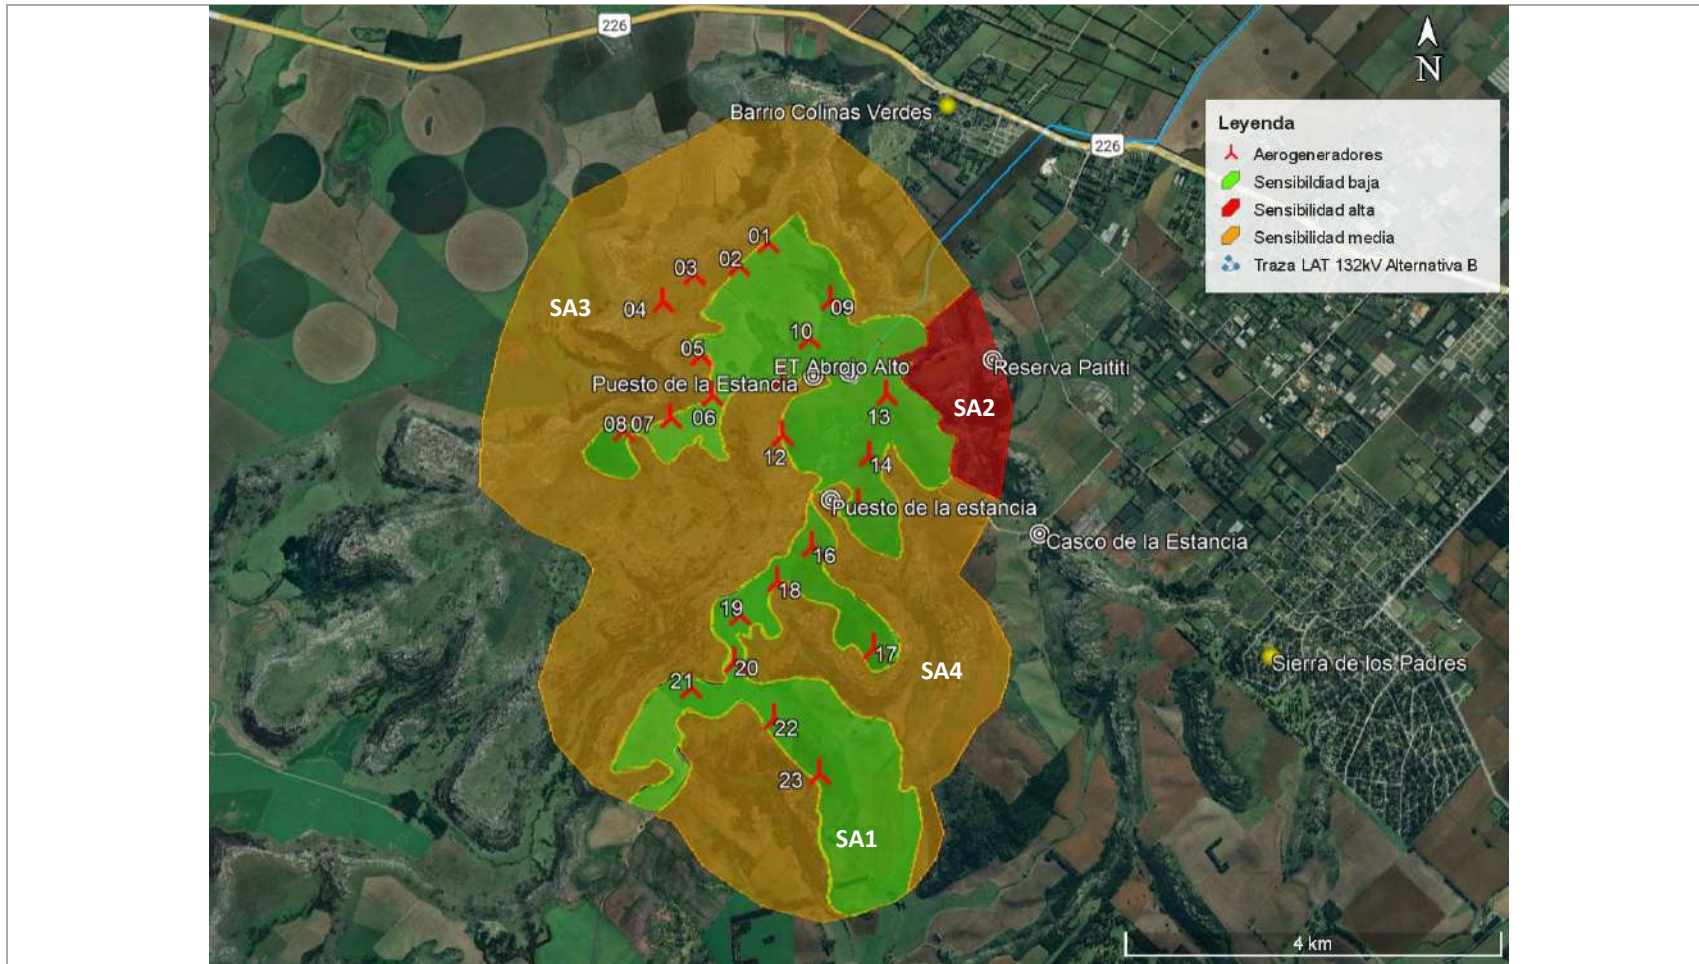 226
N
Barrio Colinas Verdes
226
Leyenda
Aerogeneradores
Sensibildiad baja
Sensibilidad alta
Sensibilidad media
Traza LAT 132kV Alternativa B
01
02
03
04
SA3
09
10
05
ET Abrojo Alto
Reserva Paititi
Puesto de la Estancia
SA2
06
13
08
07
12
14
Puesto de la estancia
Casco de la Estancia
16
18
19
17
20
SA4
Sierra de los Padres
21
22
23
SA1
4 km